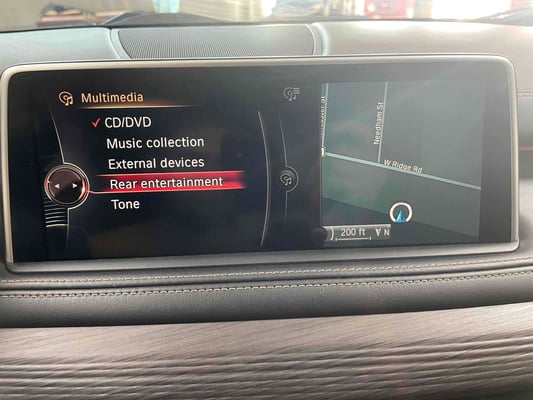 Multimedia
CD/DVD
Music collection
External devices
Rear entertainment
Tone
Needham St
W Ridge Rd
200 ft
N